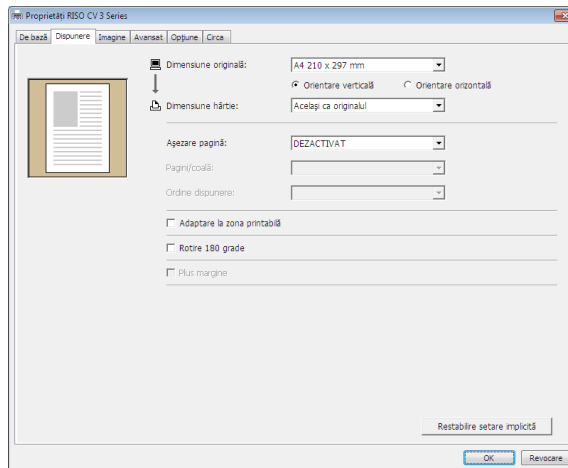 Proprietăți RISO CV 3 Series
De bază Dispunere Imagine Avansat Opțiune Circa
Dimensiune originală: A4 210 x 297 mm
Orientare verticală Orientare orizontală
Dimensiune hârtie: Același ca originalul
Așezare pagină: DEZACTIVAT
Pagini/coală:
Ordine dispunere:
Adaptare la zona printabilă
Rotire 180 grade
Plus margine
Restabilire setare implicită
OK Revocare